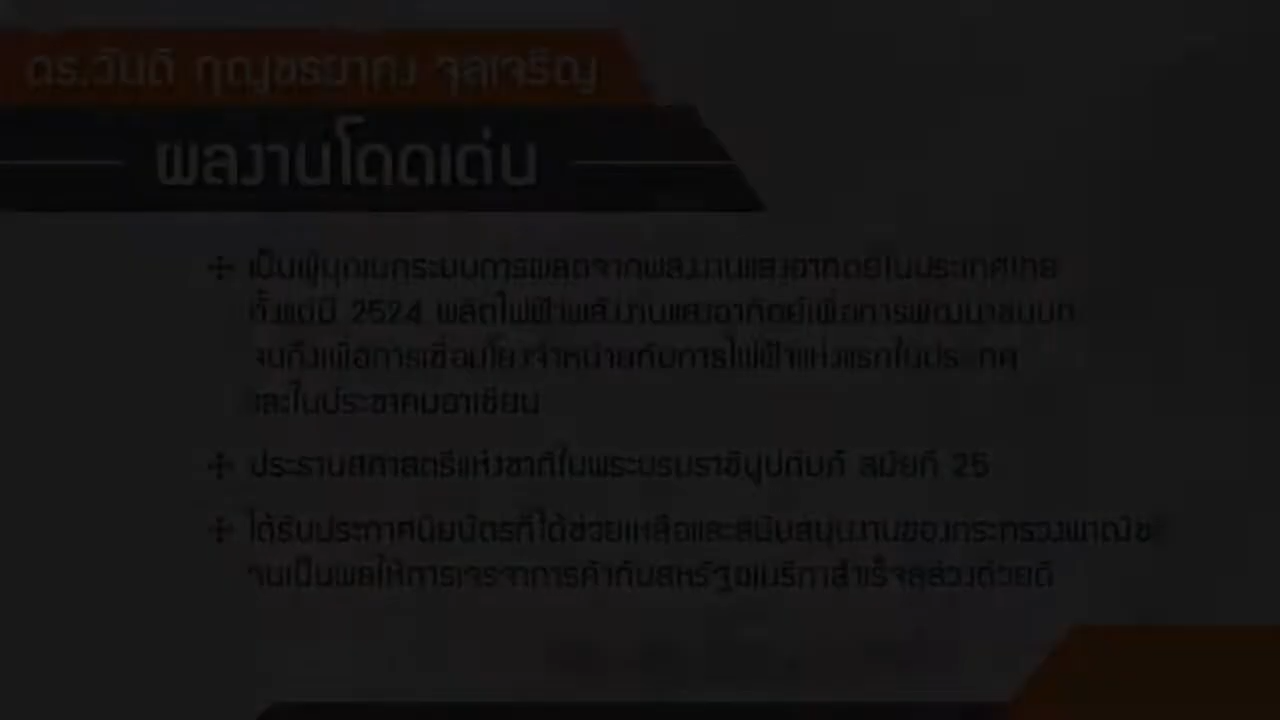 ดร.วันดี กุญชรยาคง จุลเจริญ
ผลงานโดดเด่น
เป็นผู้บุกเบิกระบบการผลิตจากพลังงานแสงอาทิตย์ในประเทศไทย
ตั้งแต่ปี 2524 ผลิตไฟฟ้าพลังงานแสงอาทิตย์เพื่อการพัฒนาชนบท
จนถึงเพื่อการเชื่อมโยงจำหน่ายกับการไฟฟ้าแห่งแรกในประเทศ
และในประชาคมอาเซียน
ประธานสภาสตรีแห่งชาติในพระบรมราชินูปถัมภ์ สมัยที่ 25
ได้รับประกาศนียบัตรที่ได้ช่วยเหลือและสนับสนุนงานของกระทรวงพาณิชย์
จนเป็นผลให้การเจรจาการค้ากับสหรัฐอเมริกาสำเร็จลุล่วงด้วยดี